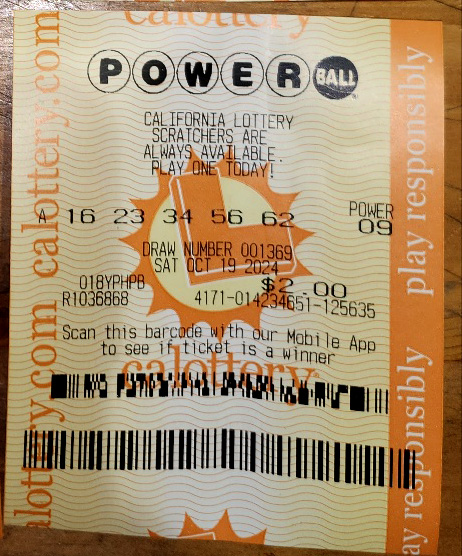 calottery
POWERBALL
CALIFORNIA LOTTERY
SCRATCHERS ARE
ALWAYS AVAILABLE.
PLAY ONE TODAY!
A 16 23 34 56 62 POWER 09
DRAW NUMBER 001369
SAT OCT 19 2024
018YPHPB $2.00
R1036868 4171-014234651-125635
Scan this barcode with our Mobile App
to see if ticket is a winner
calottery
calottery.com calottery.com
play responsibly
play responsibly